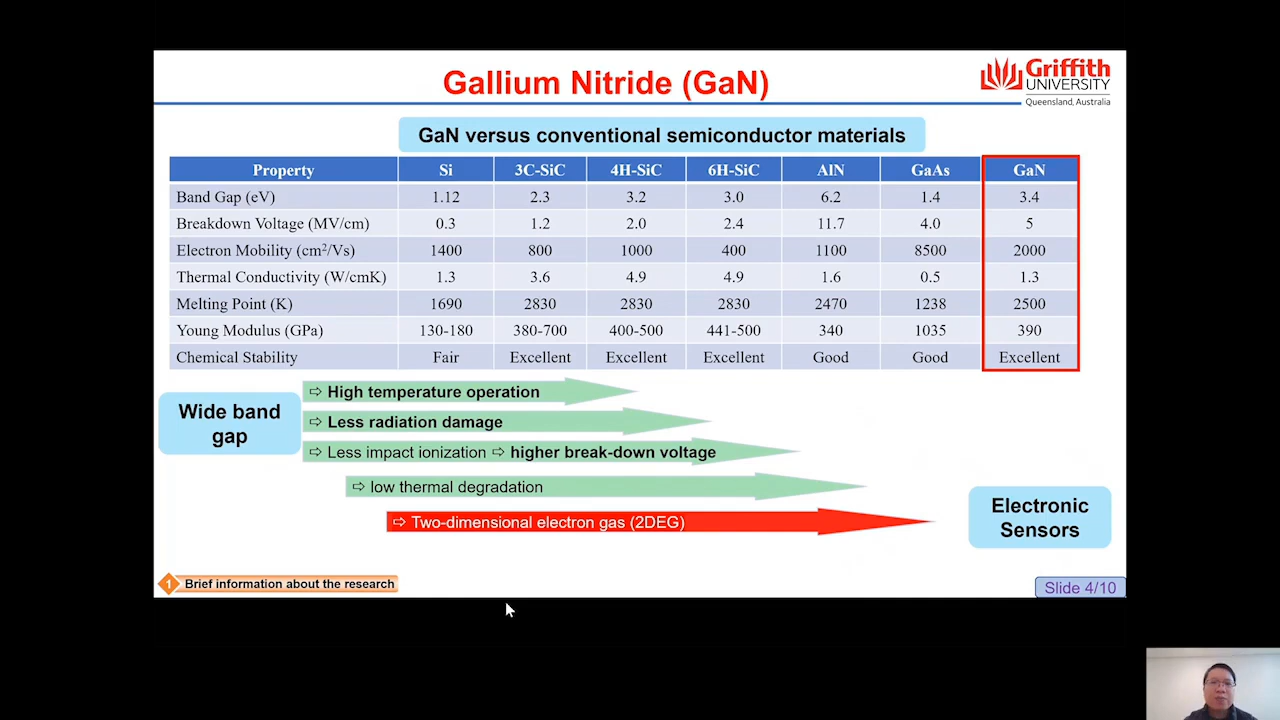 Gallium Nitride (GaN)
Griffith
UNIVERSITY
Queensland, Australia
GaN versus conventional semiconductor materials
Property Si 3C-SiC 4H-SiC 6H-SiC AlN GaAs GaN
Band Gap (eV) 1.12 2.3 3.2 3.0 6.2 1.4 3.4
Breakdown Voltage (MV/cm) 0.3 1.2 2.0 2.4 11.7 4.0 5
Electron Mobility (cm²/Vs) 1400 800 1000 400 1100 8500 2000
Thermal Conductivity (W/cmK) 1.3 3.6 4.9 4.9 1.6 0.5 1.3
Melting Point (K) 1690 2830 2830 2830 2470 1238 2500
Young Modulus (GPa) 130-180 380-700 400-500 441-500 340 1035 390
Chemical Stability Fair Excellent Excellent Excellent Good Good Excellent
Wide band
gap
⇨ High temperature operation
⇨ Less radiation damage
⇨ Less impact ionization ⇨ higher break-down voltage
⇨ low thermal degradation
⇨ Two-dimensional electron gas (2DEG)
Electronic
Sensors
1 Brief information about the research
Slide 4/10